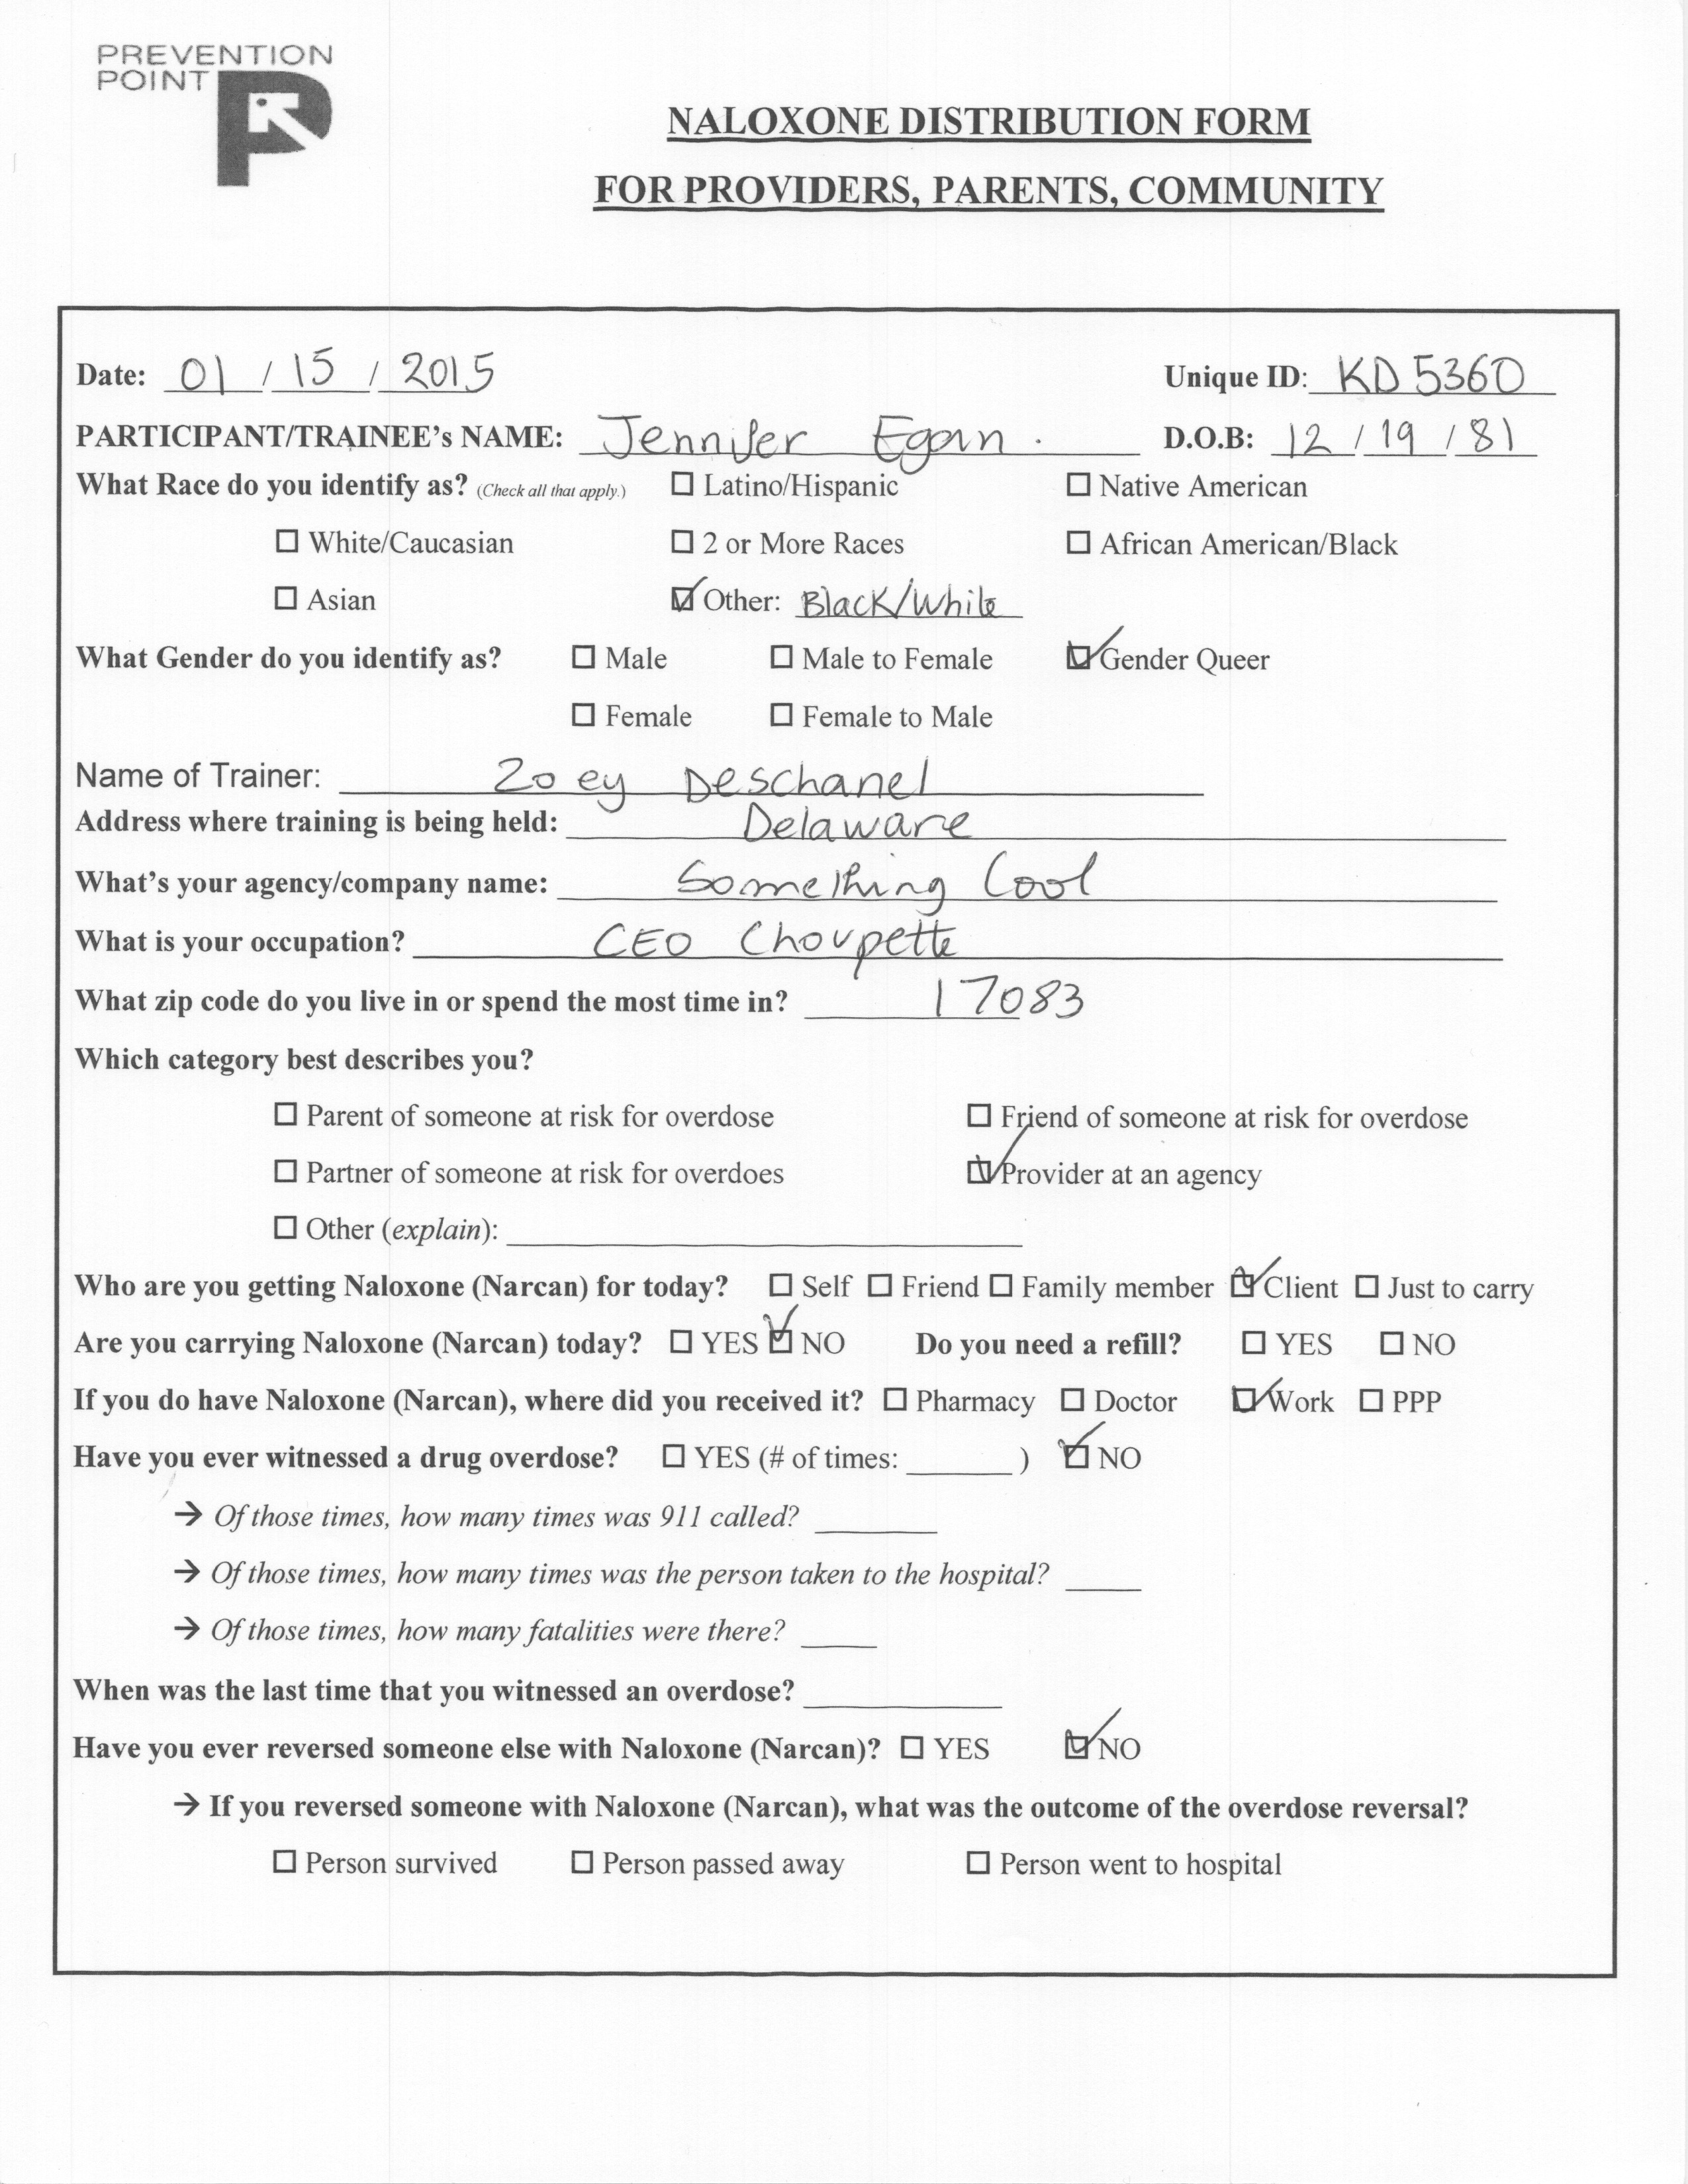 PREVENTION
POINT
NALOXONE DISTRIBUTION FORM
FOR PROVIDERS, PARENTS, COMMUNITY
Date: 01 / 15 / 2015 Unique ID: KD5360
PARTICIPANT/TRAINEE's NAME: Jennifer Egan . D.O.B: 12 / 19 / 81
What Race do you identify as? (Check all that apply.) ☐ Latino/Hispanic ☐ Native American
☐ White/Caucasian ☐ 2 or More Races ☐ African American/Black
☐ Asian ☑ Other: Black/White
What Gender do you identify as? ☐ Male ☐ Male to Female ☑ Gender Queer
☐ Female ☐ Female to Male
Name of Trainer: Zoey Deschanel
Address where training is being held: Delaware
What's your agency/company name: Something Cool
What is your occupation? CEO Choupette
What zip code do you live in or spend the most time in? 17083
Which category best describes you?
☐ Parent of someone at risk for overdose ☐ Friend of someone at risk for overdose
☐ Partner of someone at risk for overdoes ☑ Provider at an agency
☐ Other (explain):
Who are you getting Naloxone (Narcan) for today? ☐ Self ☐ Friend ☐ Family member ☑ Client ☐ Just to carry
Are you carrying Naloxone (Narcan) today? ☐ YES ☑ NO Do you need a refill? ☐ YES ☐ NO
If you do have Naloxone (Narcan), where did you received it? ☐ Pharmacy ☐ Doctor ☑ Work ☐ PPP
Have you ever witnessed a drug overdose? ☐ YES (# of times: ) ☑ NO
→ Of those times, how many times was 911 called?
→ Of those times, how many times was the person taken to the hospital?
→ Of those times, how many fatalities were there?
When was the last time that you witnessed an overdose?
Have you ever reversed someone else with Naloxone (Narcan)? ☐ YES ☑ NO
→ If you reversed someone with Naloxone (Narcan), what was the outcome of the overdose reversal?
☐ Person survived ☐ Person passed away ☐ Person went to hospital